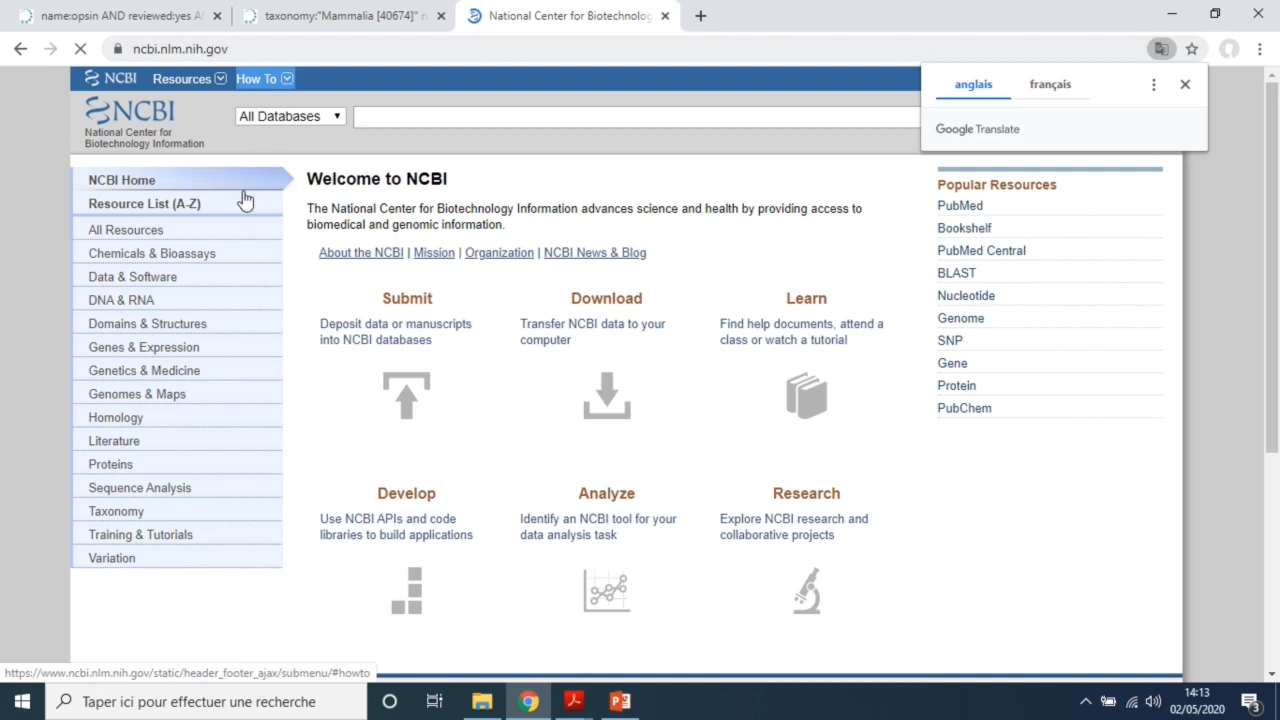 name:opsin AND reviewed:yes A
taxonomy:"Mammalia [40674]" n
National Center for Biotechnolog
ncbi.nlm.nih.gov
NCBI Resources How To
anglais français
Google Translate
NCBI
National Center for
Biotechnology Information
All Databases
NCBI Home
Resource List (A-Z)
All Resources
Chemicals & Bioassays
Data & Software
DNA & RNA
Domains & Structures
Genes & Expression
Genetics & Medicine
Genomes & Maps
Homology
Literature
Proteins
Sequence Analysis
Taxonomy
Training & Tutorials
Variation
Welcome to NCBI
The National Center for Biotechnology Information advances science and health by providing access to
biomedical and genomic information.
About the NCBI | Mission | Organization | NCBI News & Blog
Submit
Deposit data or manuscripts
into NCBI databases
Download
Transfer NCBI data to your
computer
Learn
Find help documents, attend a
class or watch a tutorial
Develop
Use NCBI APIs and code
libraries to build applications
Analyze
Identify an NCBI tool for your
data analysis task
Research
Explore NCBI research and
collaborative projects
Popular Resources
PubMed
Bookshelf
PubMed Central
BLAST
Nucleotide
Genome
SNP
Gene
Protein
PubChem
https://www.ncbi.nlm.nih.gov/static/header_footer_ajax/submenu/#howto
Taper ici pour effectuer une recherche
14:13
02/05/2020
3